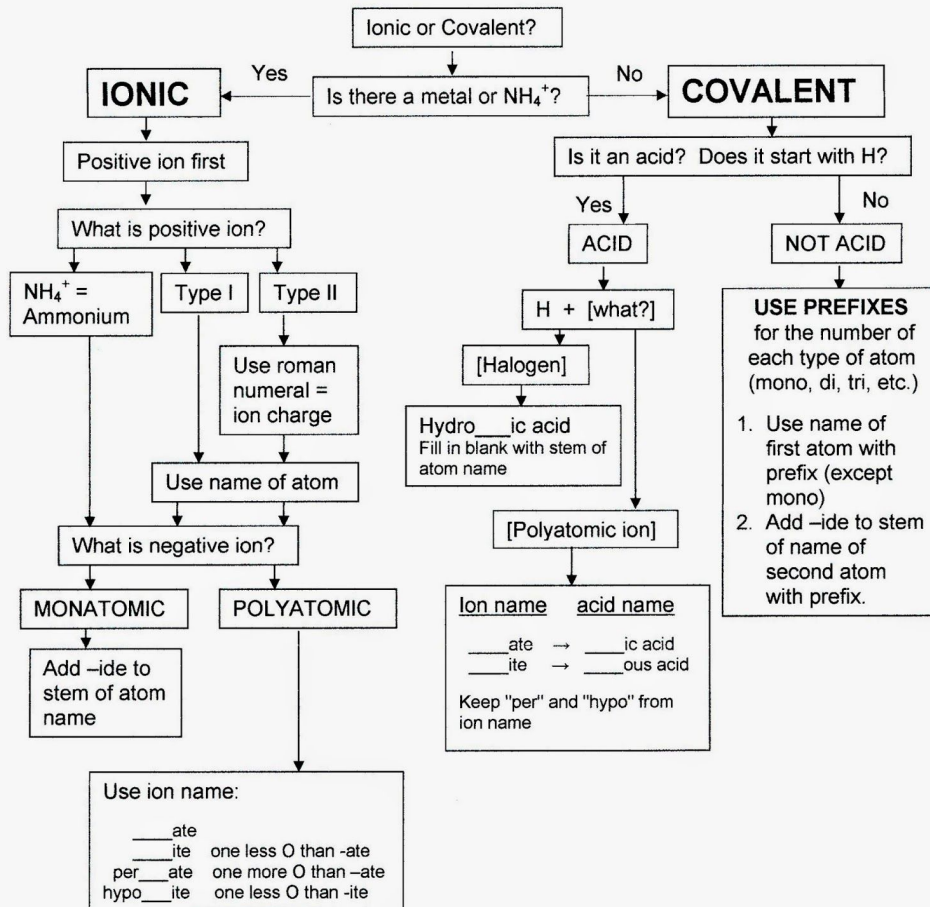 Ionic or Covalent?
Is there a metal or NH₄⁺?
Yes
No
IONIC
COVALENT
Positive ion first
What is positive ion?
NH₄⁺ =
Ammonium
Type I
Type II
Use roman
numeral =
ion charge
Use name of atom
What is negative ion?
MONATOMIC
POLYATOMIC
Add –ide to
stem of atom
name
Use ion name:
____ate
____ite one less O than -ate
per___ate one more O than –ate
hypo___ite one less O than -ite
Is it an acid? Does it start with H?
Yes
No
ACID
NOT ACID
H + [what?]
[Halogen]
Hydro___ic acid
Fill in blank with stem of
atom name
[Polyatomic ion]
Ion name acid name
____ate → ____ic acid
____ite → ____ous acid
Keep "per" and "hypo" from
ion name
USE PREFIXES
for the number of
each type of atom
(mono, di, tri, etc.)
1. Use name of
first atom with
prefix (except
mono)
2. Add –ide to stem
of name of
second atom
with prefix.